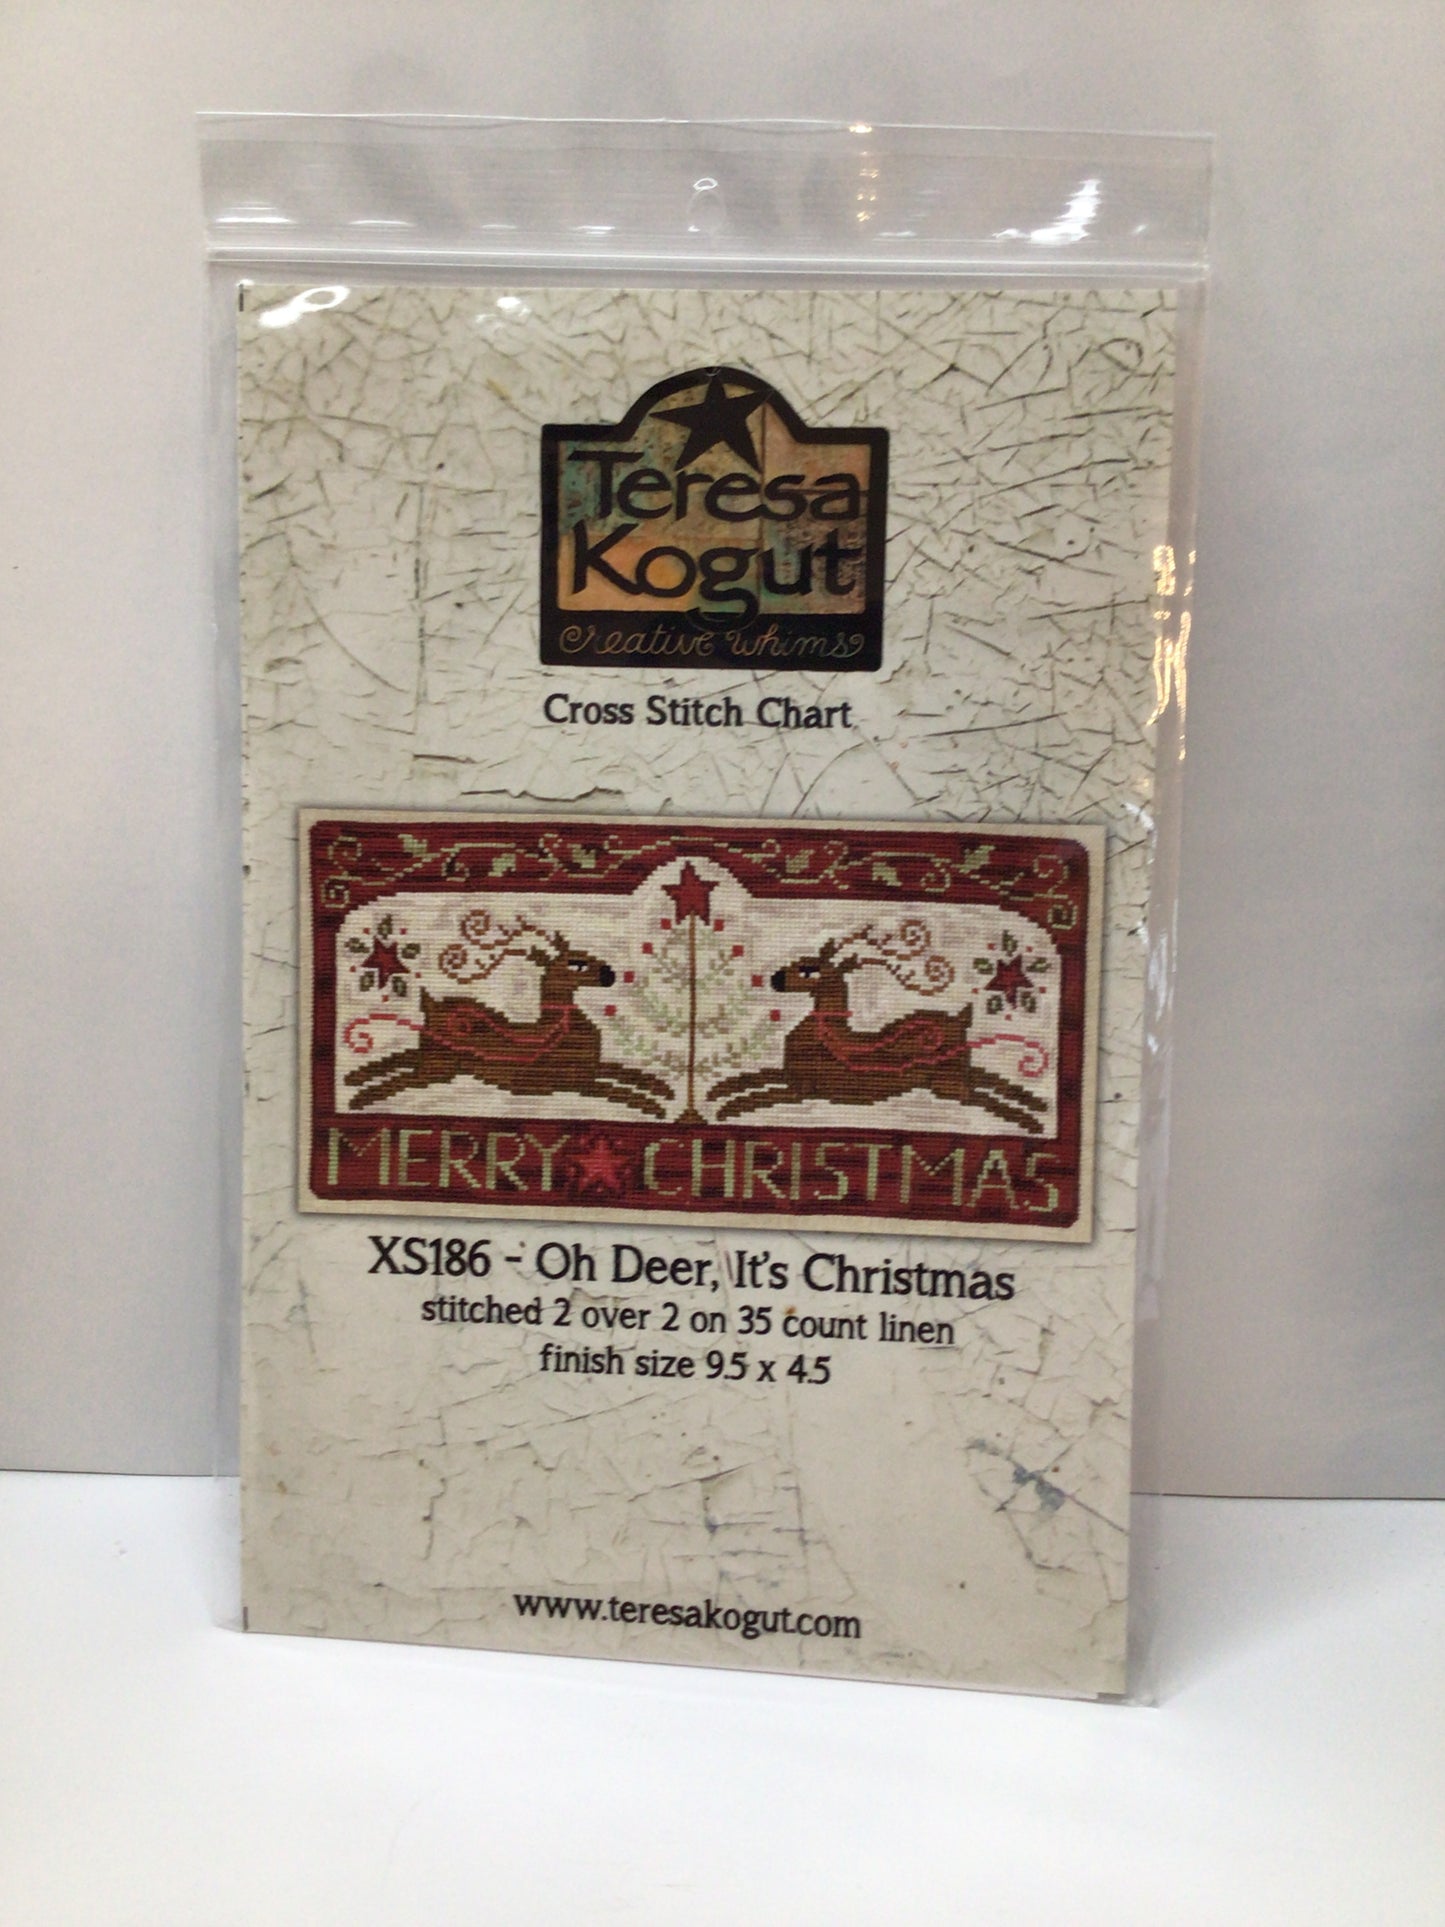 Teresa
Kogut
creative whims
Cross Stitch Chart
MERRY CHRISTMAS
XS186 - Oh Deer, It's Christmas
stitched 2 over 2 on 35 count linen
finish size 9.5 x 4.5
www.teresakogut.com